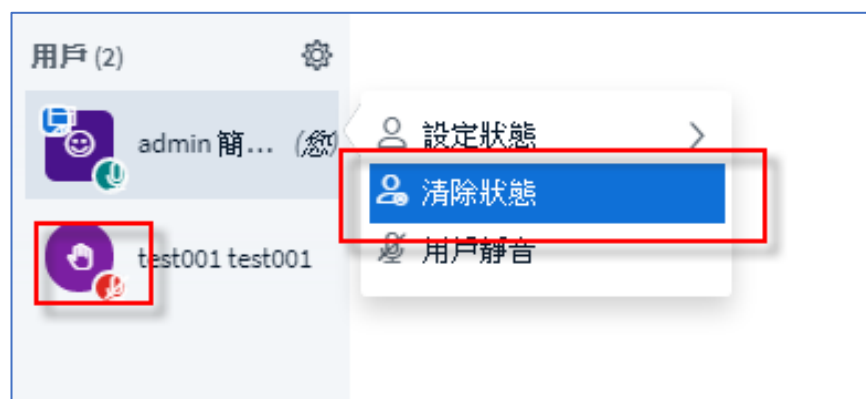 用戶 (2)
admin 簡... (您)
設定狀態
清除狀態
用戶靜音
test001 test001